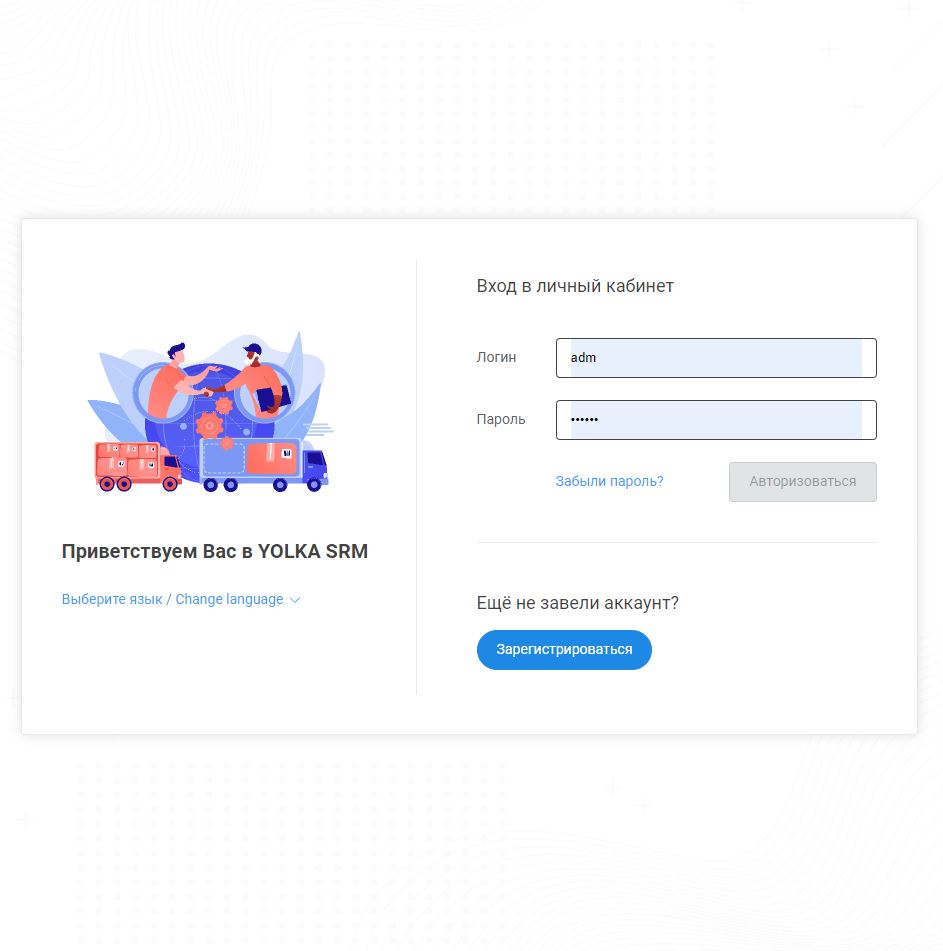 Приветствуем Вас в YOLKA SRM
Выберите язык / Change language
Вход в личный кабинет
Логин
adm
Пароль
••••••
Забыли пароль?
Авторизоваться
Ещё не завели аккаунт?
Зарегистрироваться